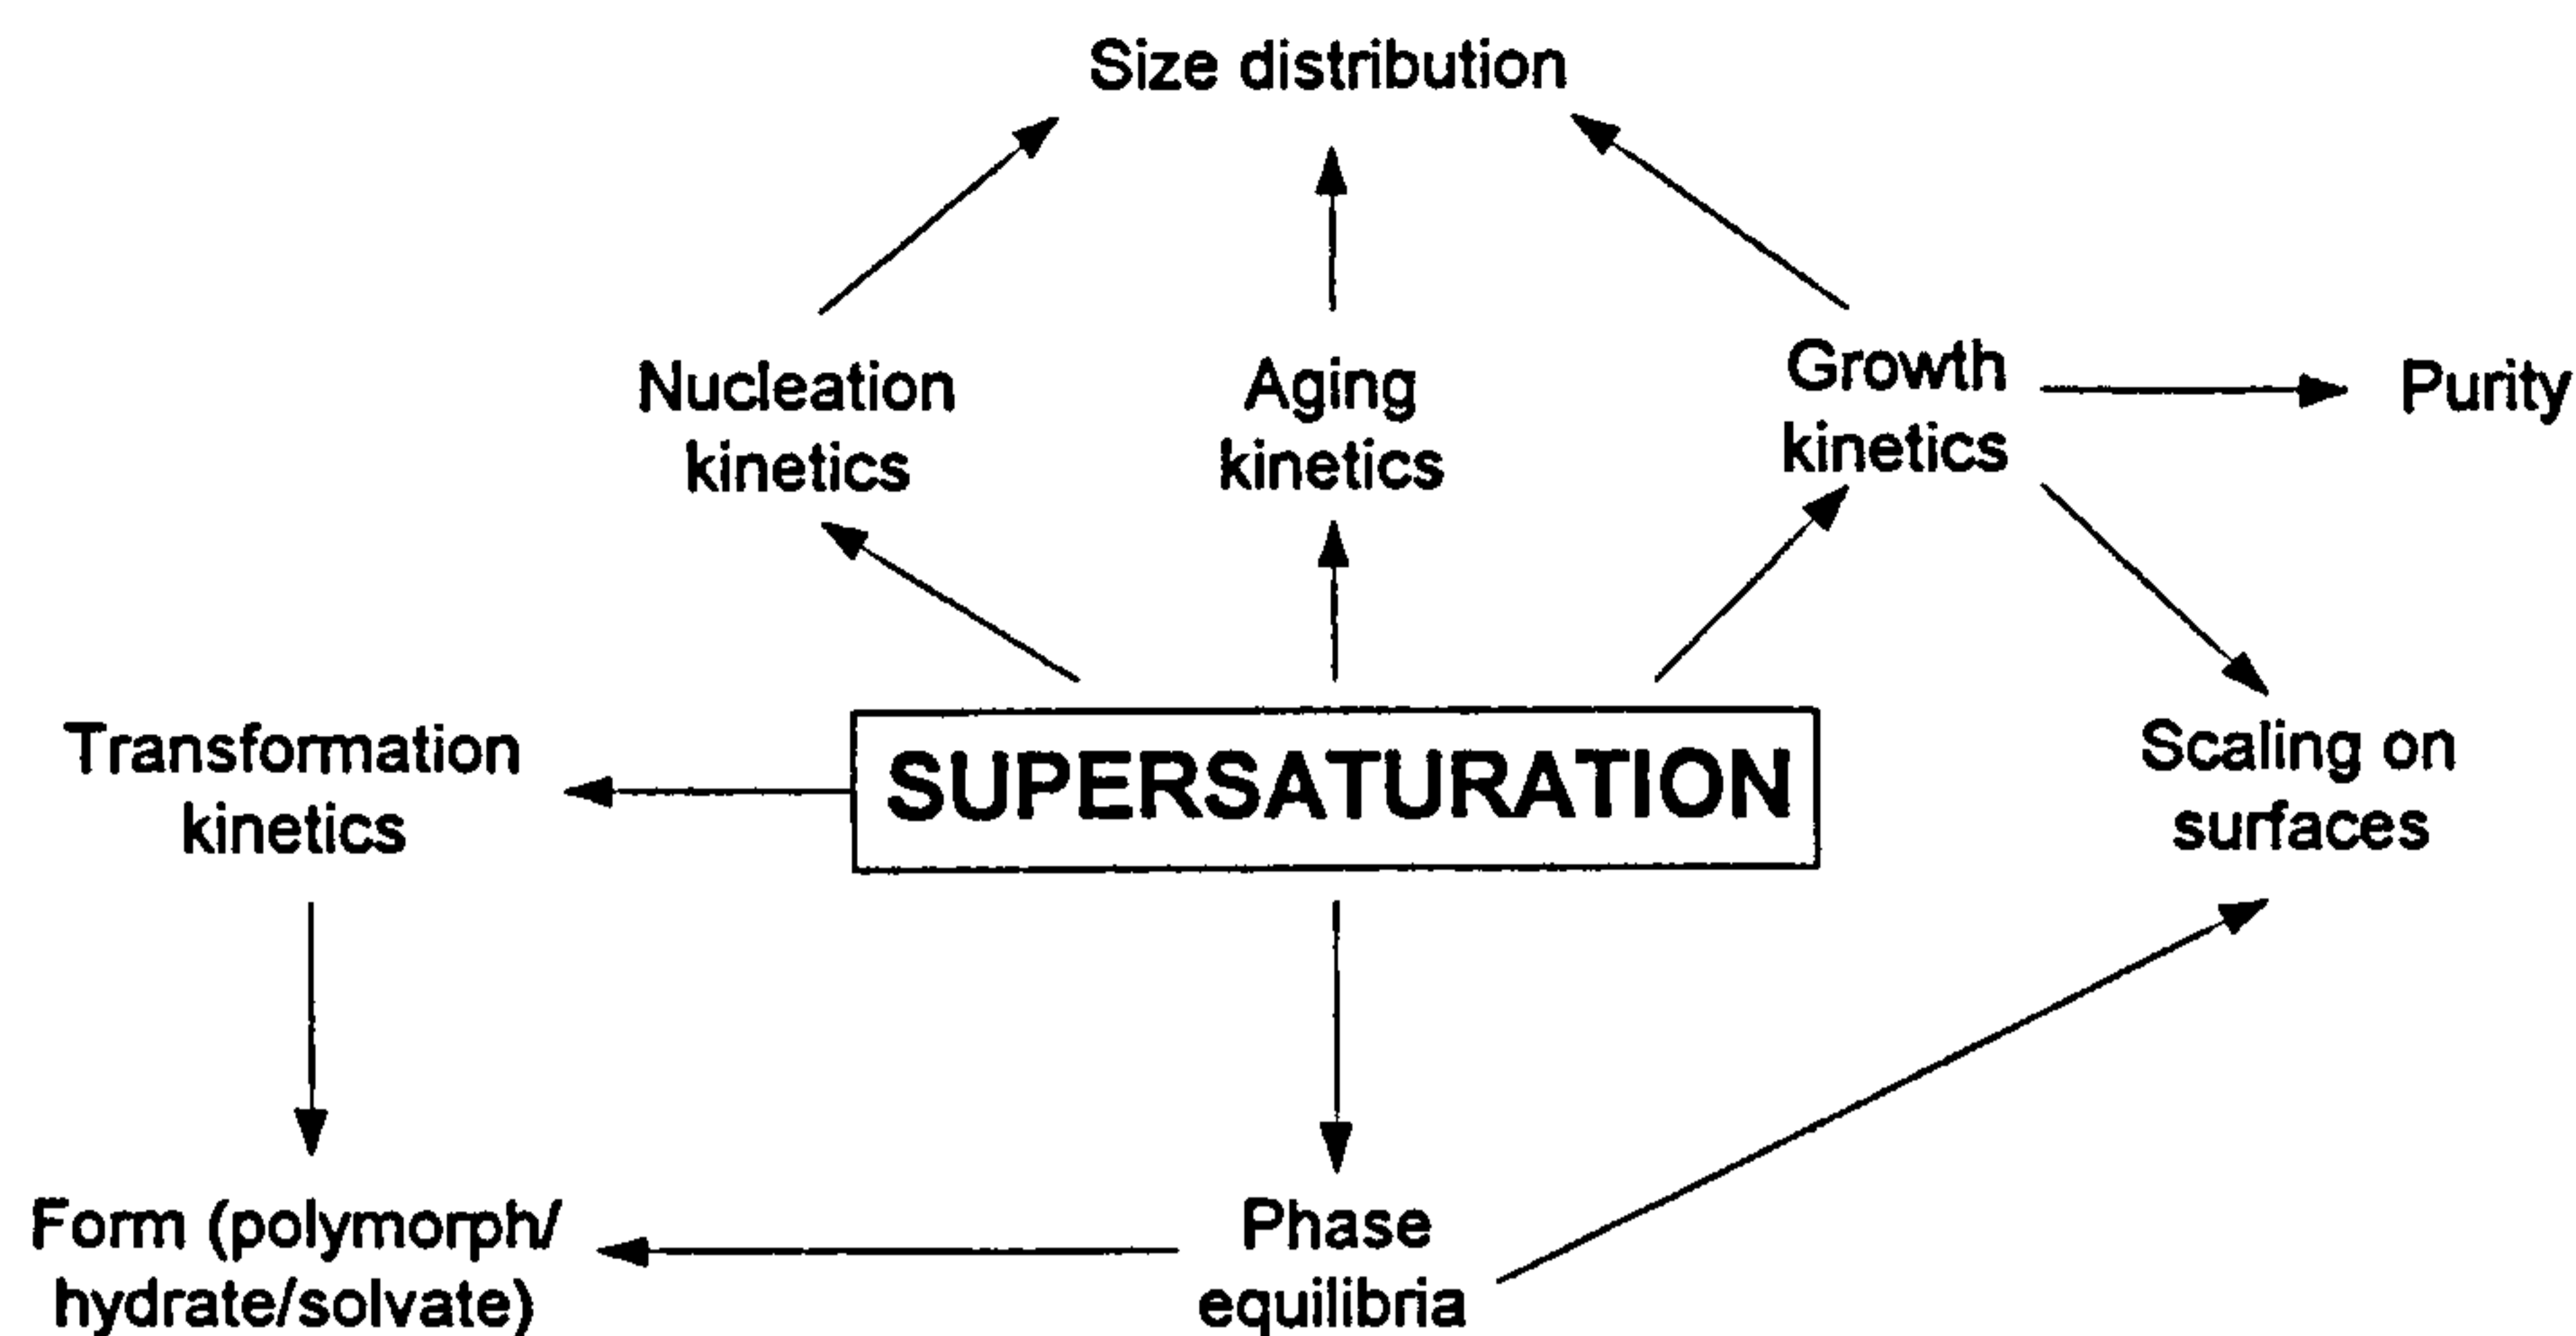 Size distribution
Nucleation
kinetics
Aging
kinetics
Growth
kinetics
Purity
Transformation
kinetics
SUPERSATURATION
Scaling on
surfaces
Form (polymorph/
hydrate/solvate)
Phase
equilibria